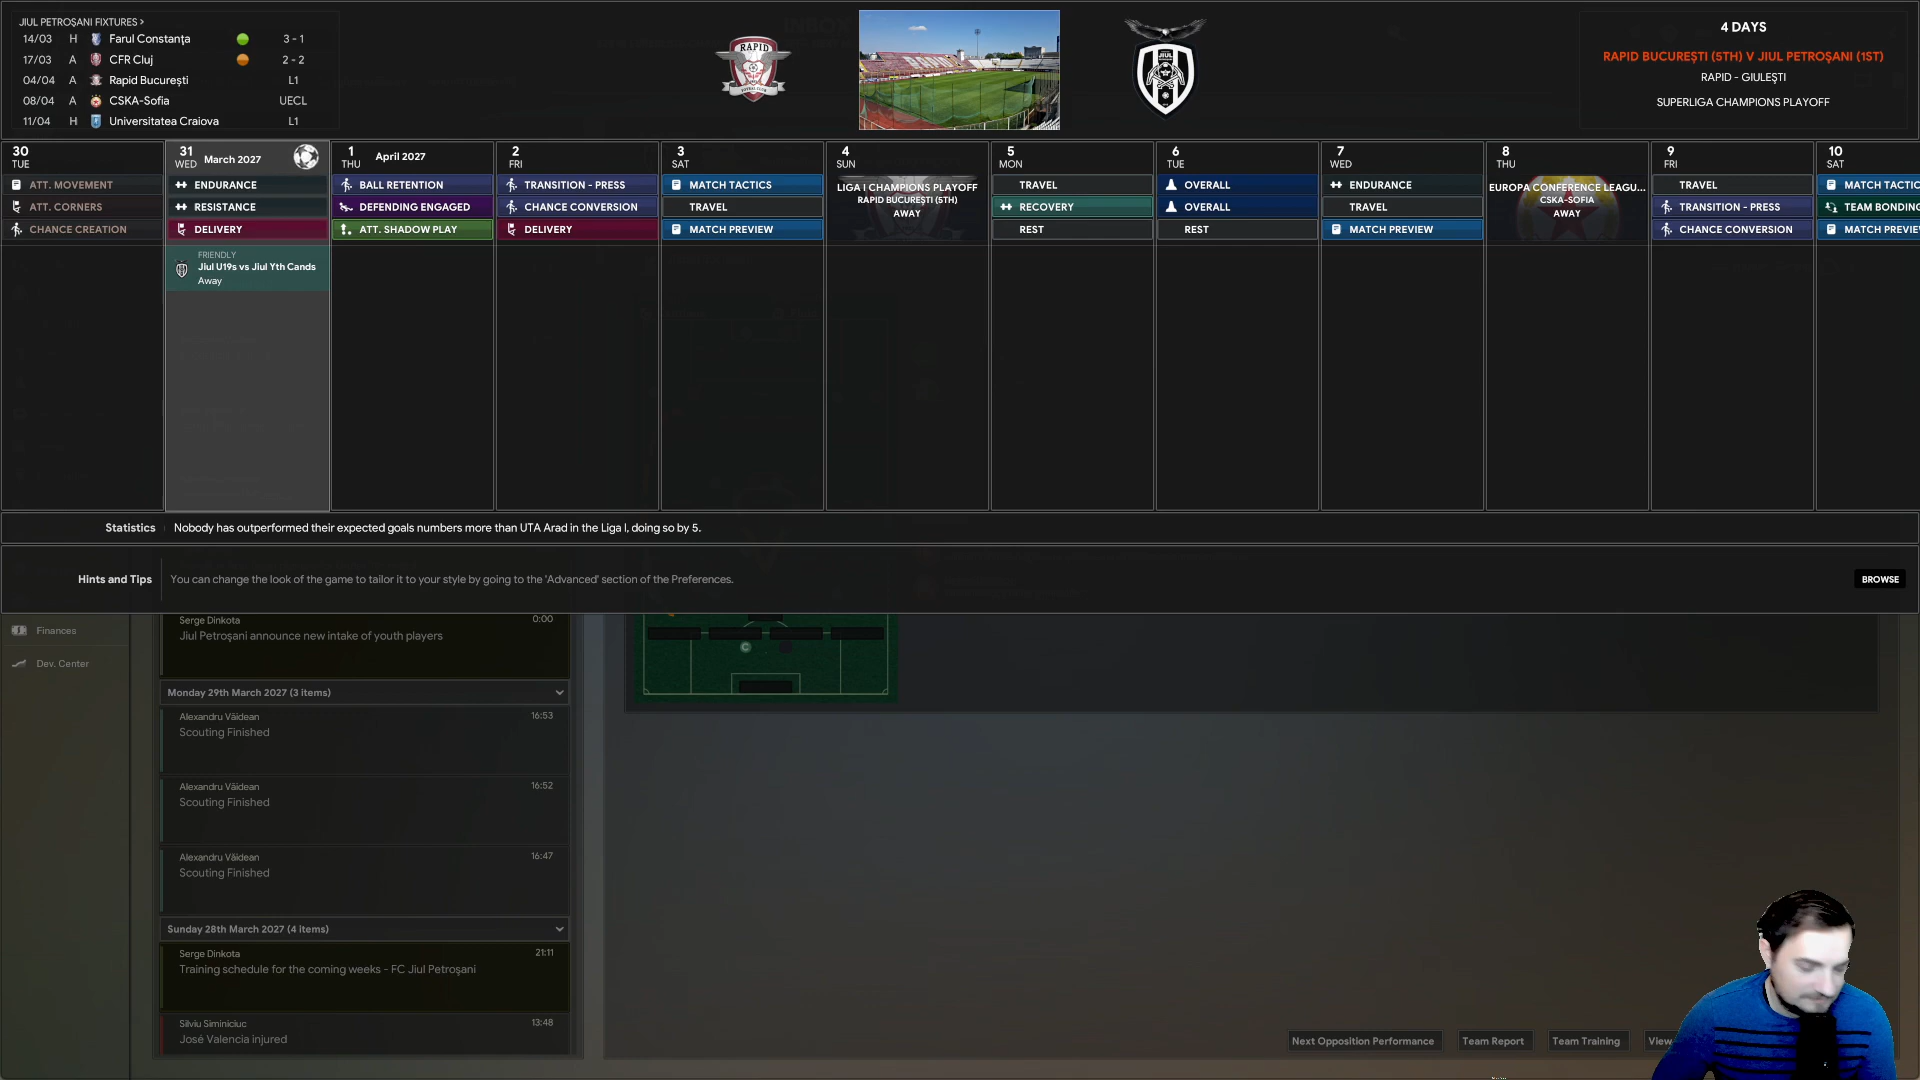 JIUL PETROȘANI FIXTURES >
14/03 H Farul Constanța 3 - 1
17/03 A CFR Cluj 2 - 2
04/04 A Rapid București L1
08/04 A CSKA-Sofia UECL
11/04 H Universitatea Craiova L1
RAPID
JIUL
4 DAYS
RAPID BUCUREȘTI (5TH) V JIUL PETROȘANI (1ST)
RAPID - GIULEȘTI
SUPERLIGA CHAMPIONS PLAYOFF
30
TUE
ATT. MOVEMENT
ATT. CORNERS
CHANCE CREATION
31
WED March 2027
ENDURANCE
RESISTANCE
DELIVERY
FRIENDLY
Jiul U19s vs Jiul Yth Cands
Away
1
THU April 2027
BALL RETENTION
DEFENDING ENGAGED
ATT. SHADOW PLAY
2
FRI
TRANSITION - PRESS
CHANCE CONVERSION
DELIVERY
3
SAT
MATCH TACTICS
TRAVEL
MATCH PREVIEW
4
SUN
LIGA I CHAMPIONS PLAYOFF
RAPID BUCUREȘTI (5TH)
AWAY
5
MON
TRAVEL
RECOVERY
REST
6
TUE
OVERALL
OVERALL
REST
7
WED
ENDURANCE
TRAVEL
MATCH PREVIEW
8
THU
EUROPA CONFERENCE LEAGU...
CSKA-SOFIA
AWAY
9
FRI
TRAVEL
TRANSITION - PRESS
CHANCE CONVERSION
10
SAT
MATCH TACTIC
TEAM BONDING
MATCH PREVIEW
Statistics Nobody has outperformed their expected goals numbers more than UTA Arad in the Liga I, doing so by 5.
Hints and Tips You can change the look of the game to tailor it to your style by going to the 'Advanced' section of the Preferences.
BROWSE
Finances
Dev. Center
Serge Dinkota 0:00
Jiul Petroșani announce new intake of youth players
Monday 29th March 2027 (3 items)
Alexandru Văidean 16:53
Scouting Finished
Alexandru Văidean 16:52
Scouting Finished
Alexandru Văidean 16:47
Scouting Finished
Sunday 28th March 2027 (4 items)
Serge Dinkota 21:11
Training schedule for the coming weeks - FC Jiul Petroșani
Silviu Siminiciuc 13:48
José Valencia injured
Next Opposition Performance
Team Report
Team Training
View